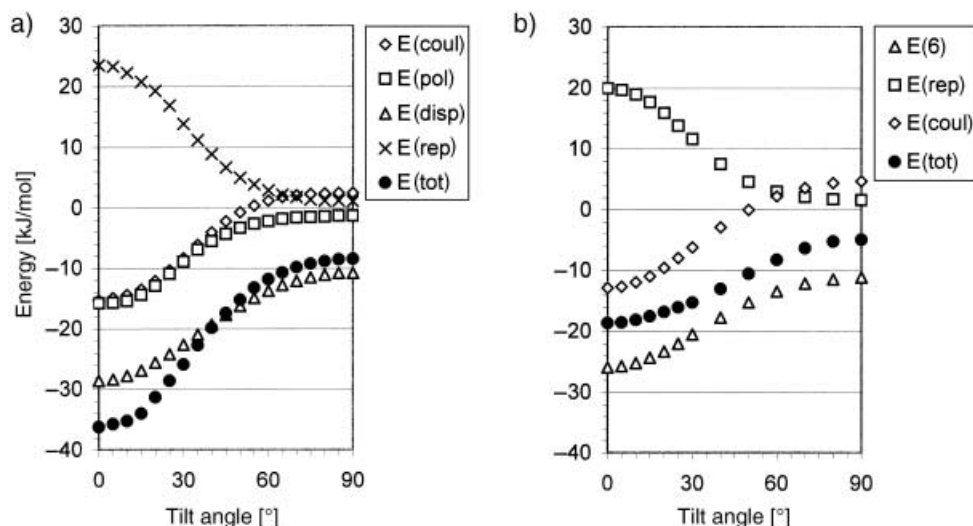 a)
30
20
10
0
–10
–20
–30
–40
Energy [kJ/mol]
0
30
60
90
Tilt angle [°]
E(coul)
E(pol)
E(disp)
E(rep)
E(tot)
b)
30
20
10
0
–10
–20
–30
–40
0
30
60
90
Tilt angle [°]
E(6)
E(rep)
E(coul)
E(tot)